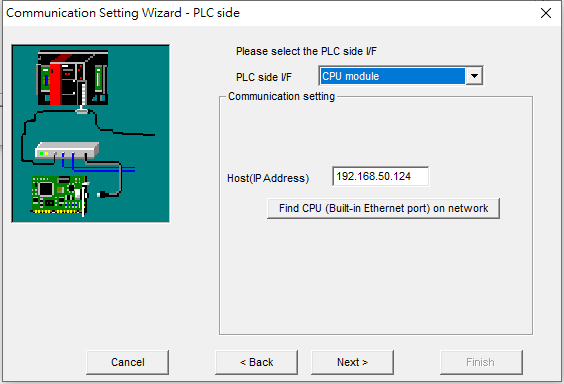 Communication Setting Wizard - PLC side
Please select the PLC side I/F
PLC side I/F CPU module
Communication setting
Host(IP Address) 192.168.50.124
Find CPU (Built-in Ethernet port) on network
Cancel < Back Next > Finish